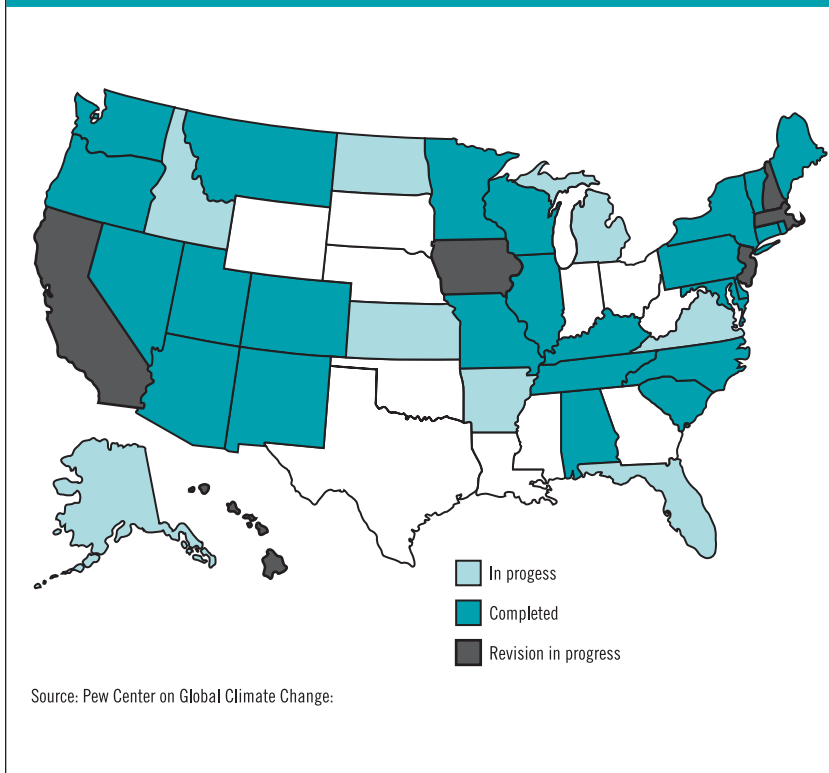 In progess
Completed
Revision in progress
Source: Pew Center on Global Climate Change: